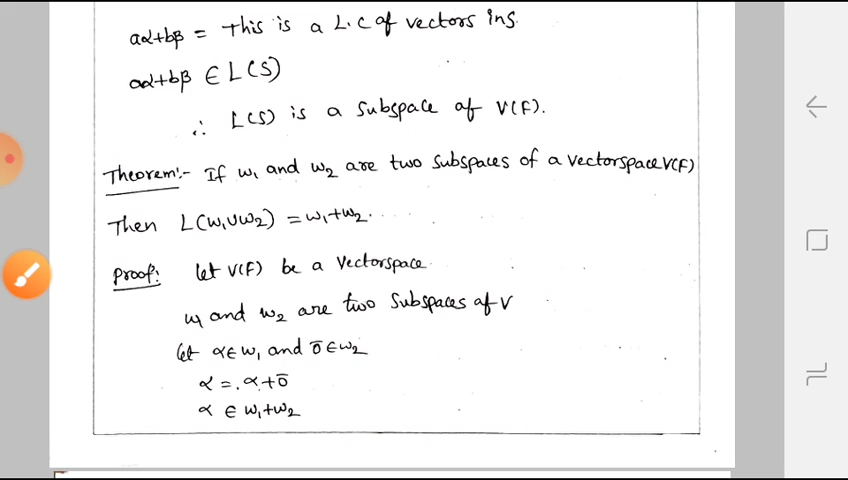 aα+bβ = This is a L.C of vectors in S.
aα+bβ ∈ L(S)
∴ L(S) is a Subspace of V(F).
Theorem:- If w₁ and w₂ are two subspaces of a vectorspace V(F)
Then L(w₁∪w₂) = w₁+w₂.
Proof: Let V(F) be a Vectorspace.
w₁ and w₂ are two Subspaces of V
let α∈w₁ and ō∈w₂
α = α+ō
α ∈ w₁+w₂